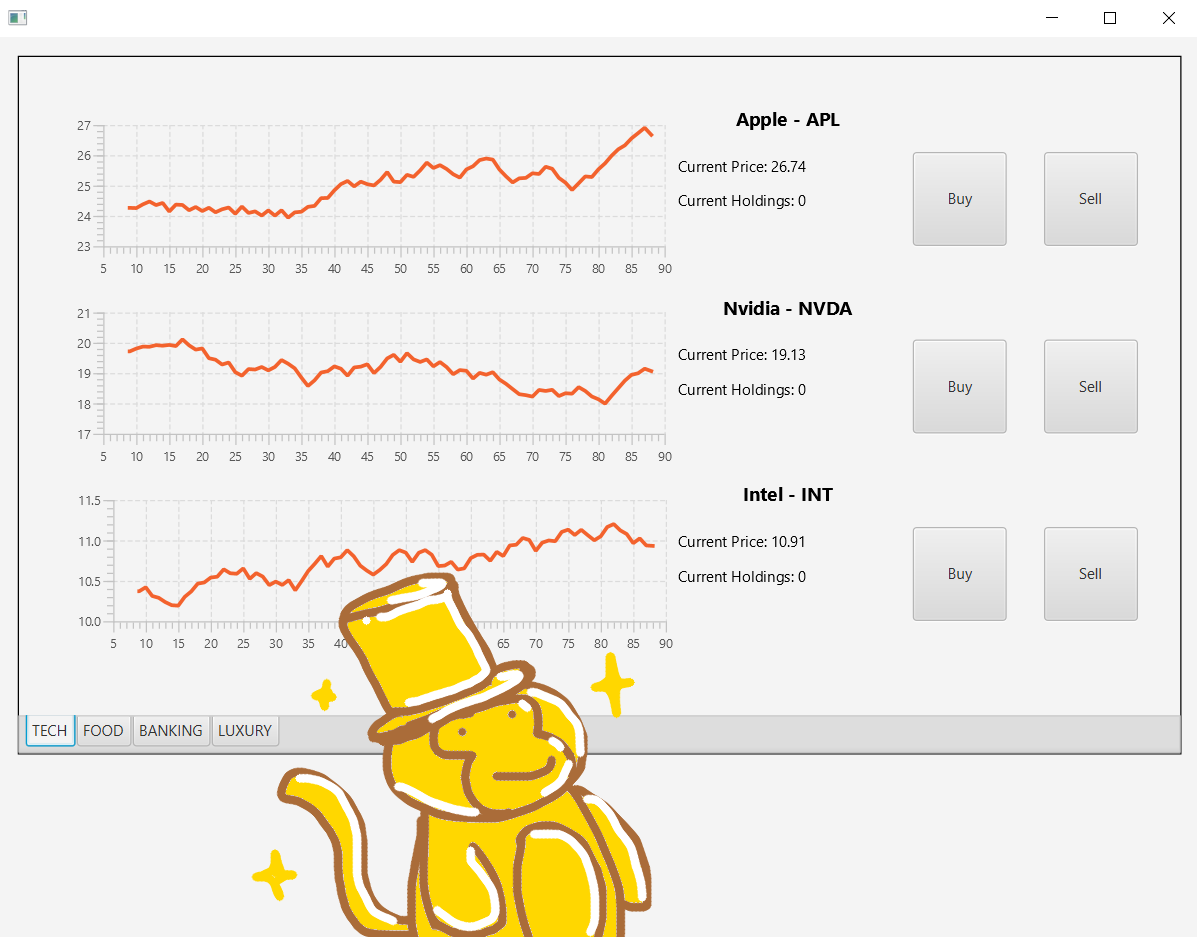 Apple - APL
27
26
25
24
23
5 10 15 20 25 30 35 40 45 50 55 60 65 70 75 80 85 90
Current Price: 26.74
Current Holdings: 0
Buy
Sell
Nvidia - NVDA
21
20
19
18
17
5 10 15 20 25 30 35 40 45 50 55 60 65 70 75 80 85 90
Current Price: 19.13
Current Holdings: 0
Buy
Sell
Intel - INT
11.5
11.0
10.5
10.0
5 10 15 20 25 30 35 40 65 70 75 80 85 90
Current Price: 10.91
Current Holdings: 0
Buy
Sell
TECH FOOD BANKING LUXURY